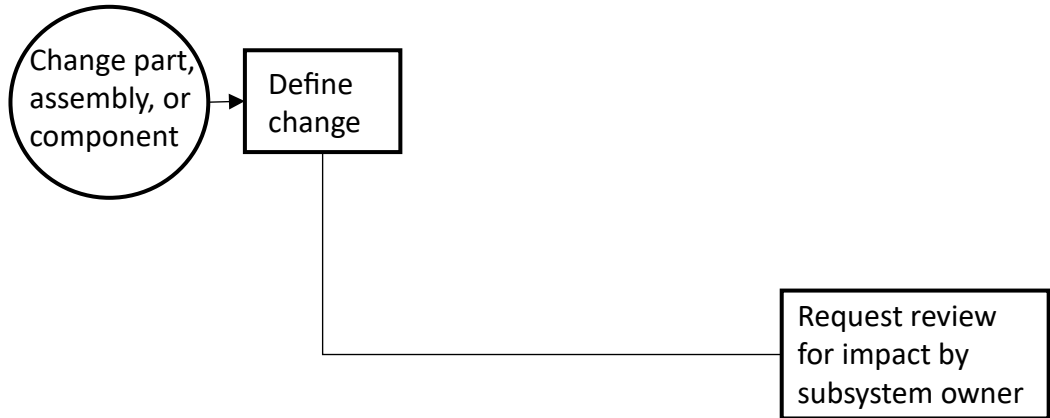 Change part,
assembly, or
component
Define
change
Request review
for impact by
subsystem owner